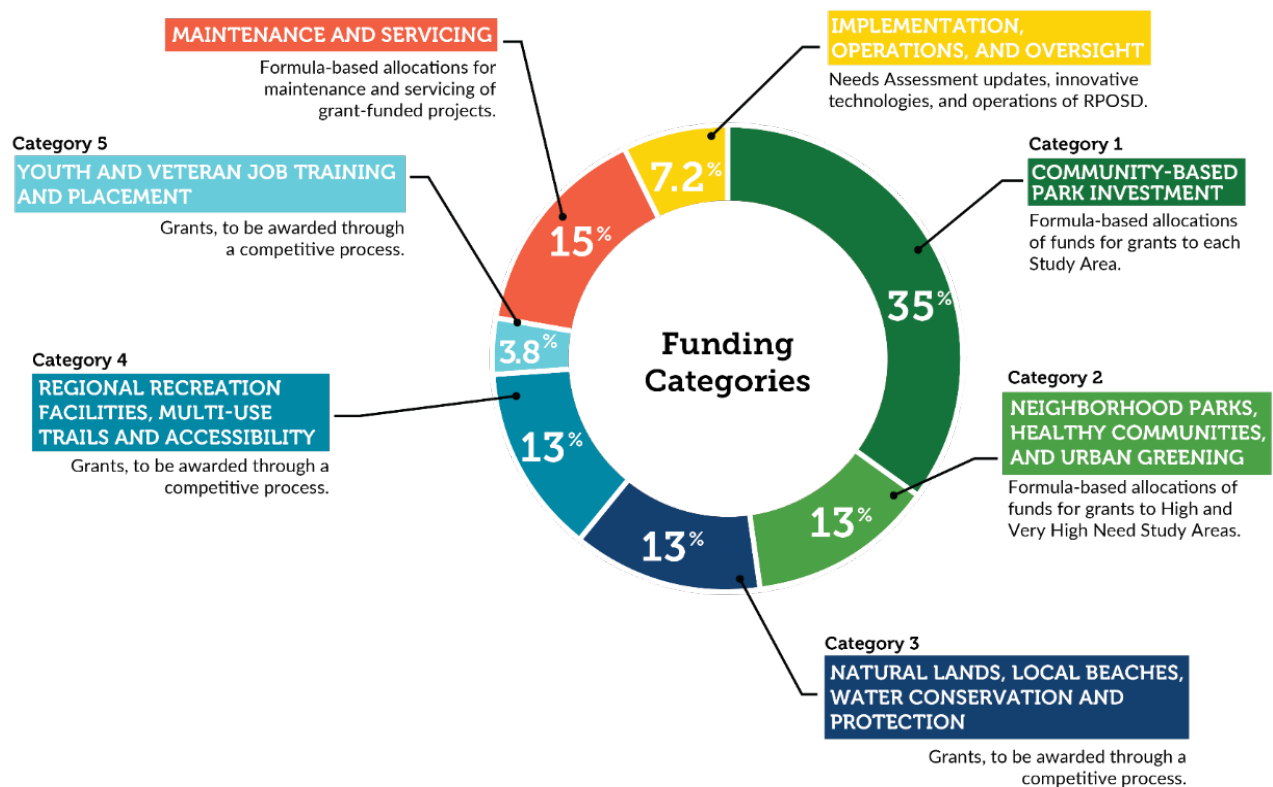 MAINTENANCE AND SERVICING
Formula-based allocations for
maintenance and servicing of
grant-funded projects.
IMPLEMENTATION,
OPERATIONS, AND OVERSIGHT
Needs Assessment updates, innovative
technologies, and operations of RPOSD.
Category 5
YOUTH AND VETERAN JOB TRAINING
AND PLACEMENT
Grants, to be awarded through
a competitive process.
Category 1
COMMUNITY-BASED
PARK INVESTMENT
Formula-based allocations
of funds for grants to each
Study Area.
7.2%
15%
35%
3.8%
13%
13%
13%
Funding
Categories
Category 4
REGIONAL RECREATION
FACILITIES, MULTI-USE
TRAILS AND ACCESSIBILITY
Grants, to be awarded through a
competitive process.
Category 2
NEIGHBORHOOD PARKS,
HEALTHY COMMUNITIES,
AND URBAN GREENING
Formula-based allocations of
funds for grants to High and
Very High Need Study Areas.
Category 3
NATURAL LANDS, LOCAL BEACHES,
WATER CONSERVATION AND
PROTECTION
Grants, to be awarded through a
competitive process.